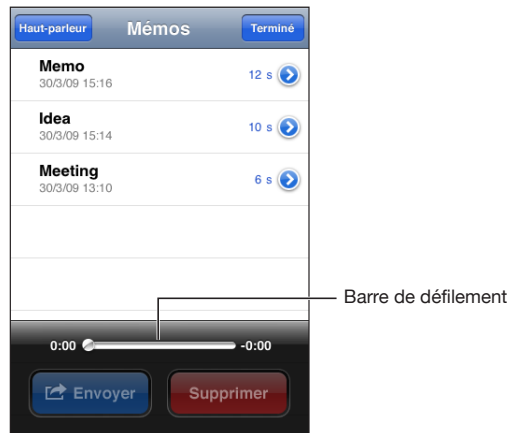 Haut-parleur Mémos Terminé
Memo
30/3/09 15:16
12 s
Idea
30/3/09 15:14
10 s
Meeting
30/3/09 13:10
6 s
Barre de défilement
0:00 -0:00
Envoyer Supprimer